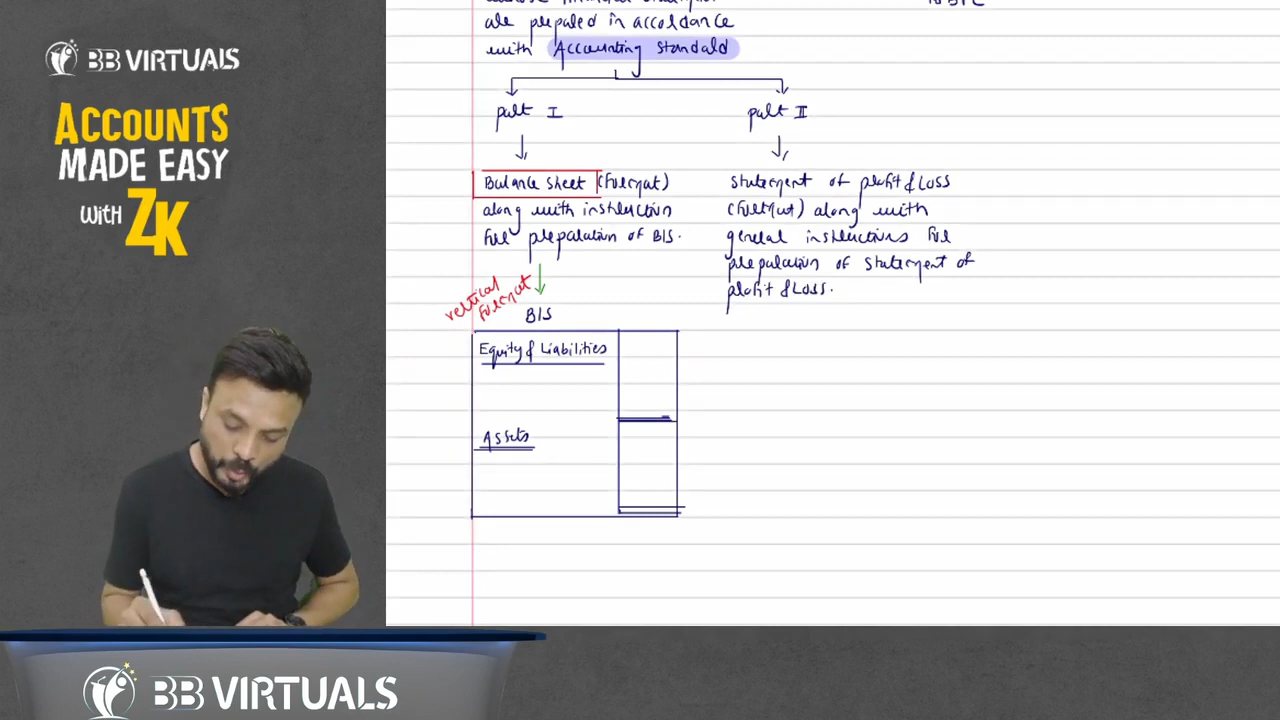 BB VIRTUALS
ACCOUNTS
MADE EASY
WITH ZK
are prepared in accordance
with Accounting Standard
part I
part II
Balance sheet (Format)
along with instruction
for preparation of B/S.
Statement of profit & Loss
(Format) along with
general instructions for
preparation of Statement of
profit & Loss.
vertical
format
B/S
Equity & Liabilities
Assets
BB VIRTUALS